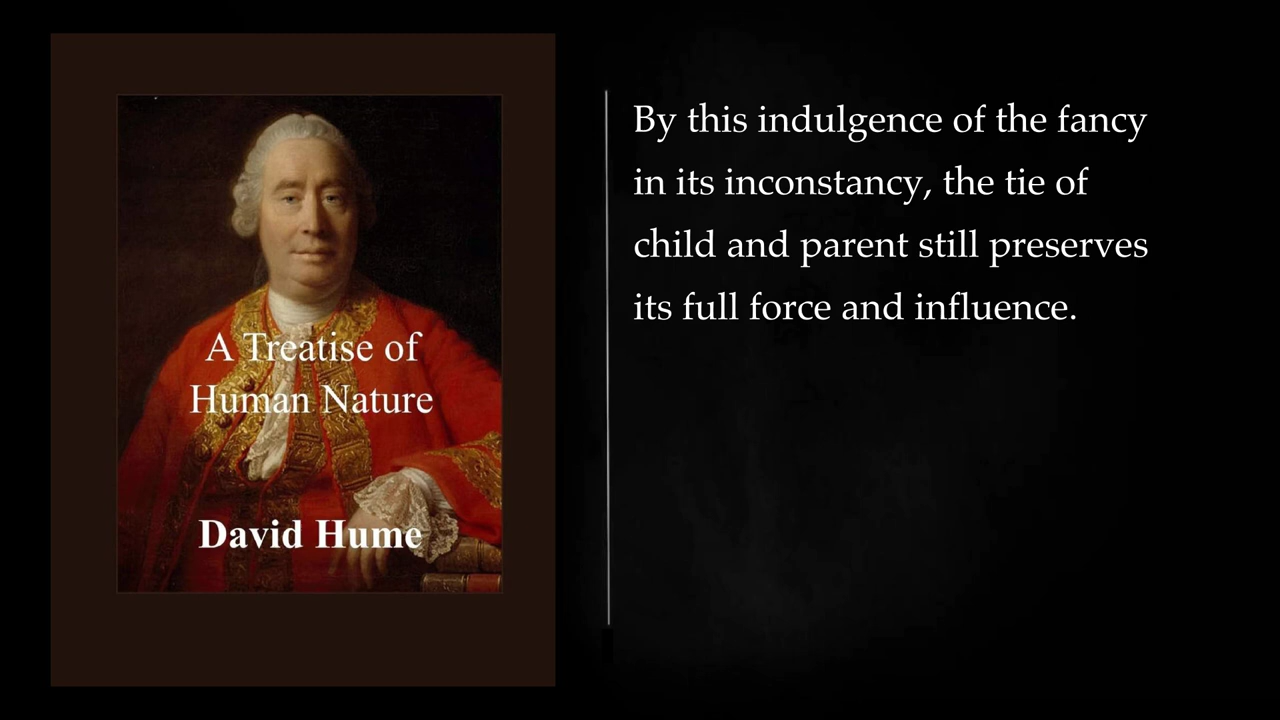 A Treatise of
Human Nature
David Hume
By this indulgence of the fancy
in its inconstancy, the tie of
child and parent still preserves
its full force and influence.